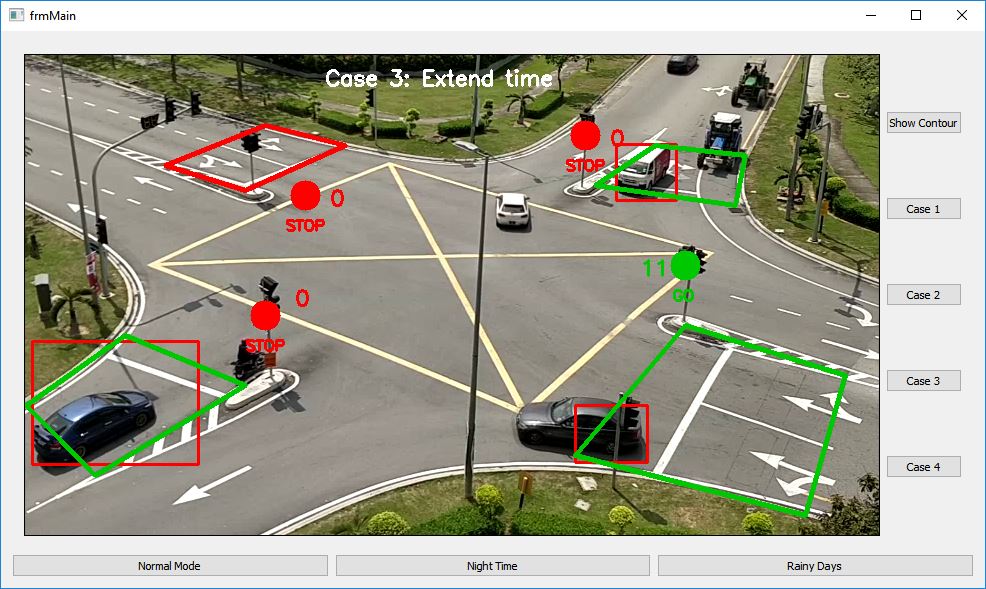 frmMain
Case 3: Extend time
Show Contour
0
STOP
0
STOP
Case 1
11
GO
0
STOP
Case 2
Case 3
Case 4
Normal Mode
Night Time
Rainy Days